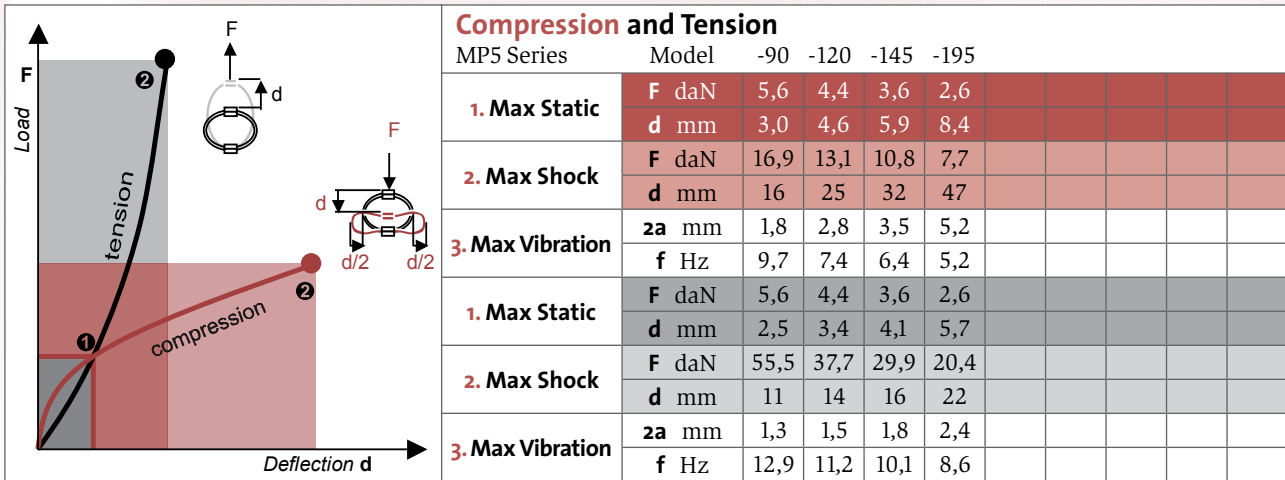 F
Load
tension
compression
❶
❷
❷
Deflection d
F
d
F
d
d/2 d/2
Compression and Tension
MP5 Series Model -90 -120 -145 -195
1. Max Static
F daN 5,6 4,4 3,6 2,6
d mm 3,0 4,6 5,9 8,4
2. Max Shock
F daN 16,9 13,1 10,8 7,7
d mm 16 25 32 47
3. Max Vibration
2a mm 1,8 2,8 3,5 5,2
f Hz 9,7 7,4 6,4 5,2
1. Max Static
F daN 5,6 4,4 3,6 2,6
d mm 2,5 3,4 4,1 5,7
2. Max Shock
F daN 55,5 37,7 29,9 20,4
d mm 11 14 16 22
3. Max Vibration
2a mm 1,3 1,5 1,8 2,4
f Hz 12,9 11,2 10,1 8,6